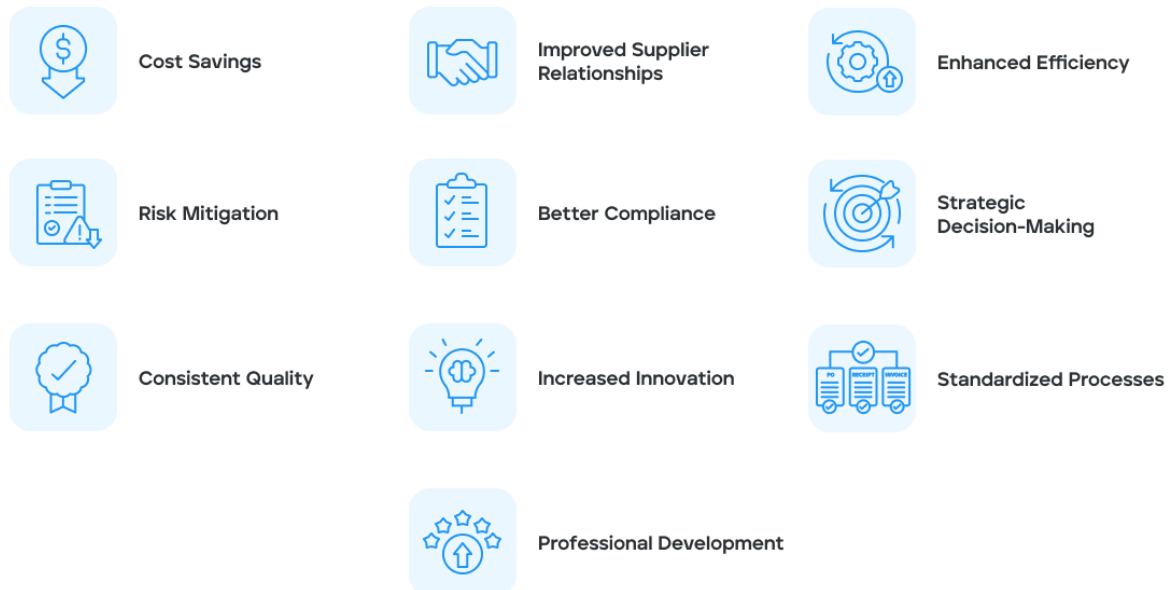 Cost Savings
Improved Supplier
Relationships
Enhanced Efficiency
Risk Mitigation
Better Compliance
Strategic
Decision-Making
Consistent Quality
Increased Innovation
PO
RECEIPT
INVOICE
Standardized Processes
Professional Development